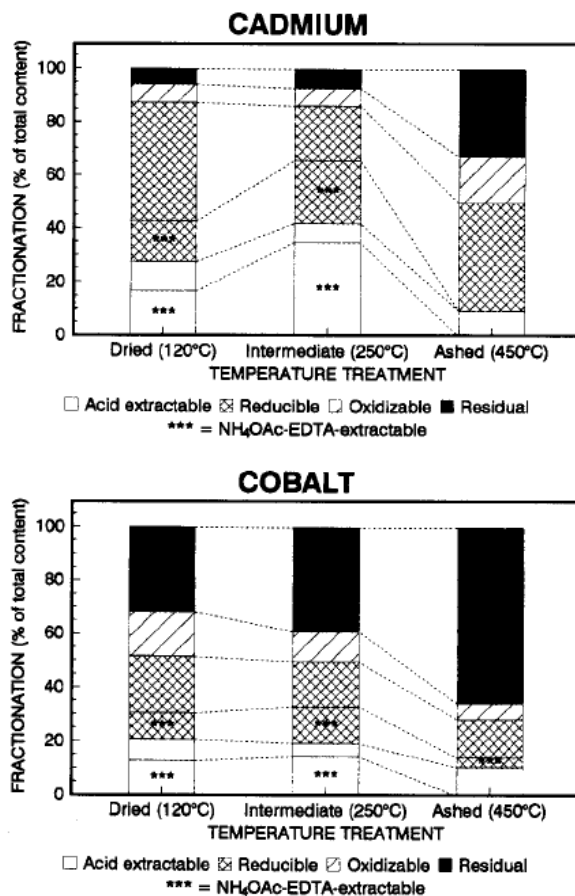 CADMIUM
FRACTIONATION (% of total content)
100
80
60
40
20
0
***
***
***
Dried (120°C) Intermediate (250°C) Ashed (450°C)
TEMPERATURE TREATMENT
Acid extractable Reducible Oxidizable Residual
*** = NH₄OAc-EDTA-extractable
COBALT
FRACTIONATION (% of total content)
100
80
60
40
20
0
***
***
***
***
***
Dried (120°C) Intermediate (250°C) Ashed (450°C)
TEMPERATURE TREATMENT
Acid extractable Reducible Oxidizable Residual
*** = NH₄OAc-EDTA-extractable